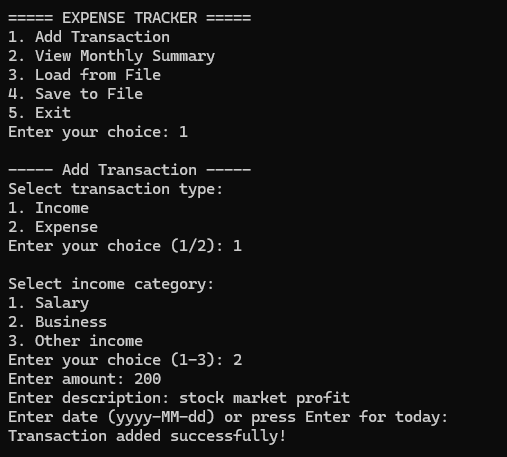 ===== EXPENSE TRACKER =====
1. Add Transaction
2. View Monthly Summary
3. Load from File
4. Save to File
5. Exit
Enter your choice: 1
----- Add Transaction -----
Select transaction type:
1. Income
2. Expense
Enter your choice (1/2): 1
Select income category:
1. Salary
2. Business
3. Other income
Enter your choice (1-3): 2
Enter amount: 200
Enter description: stock market profit
Enter date (yyyy-MM-dd) or press Enter for today:
Transaction added successfully!